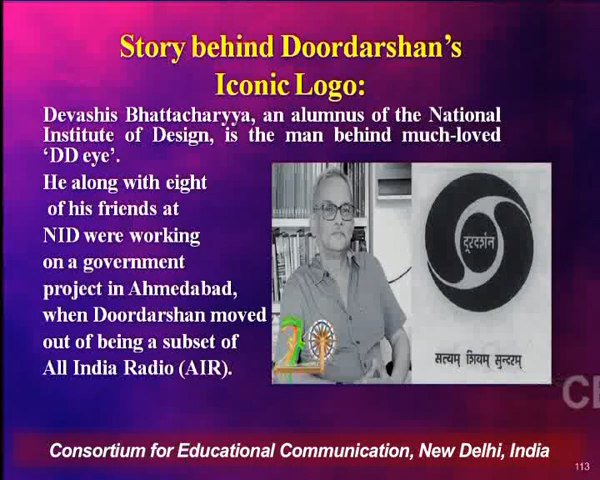 Story behind Doordarshan's
Iconic Logo:
Devashis Bhattacharyya, an alumnus of the National
Institute of Design, is the man behind much-loved
‘DD eye’.
He along with eight
of his friends at
NID were working
on a government
project in Ahmedabad,
when Doordarshan moved
out of being a subset of
All India Radio (AIR).
दूरदर्शन
सत्यम् शिवम् सुन्दरम्
Consortium for Educational Communication, New Delhi, India
113